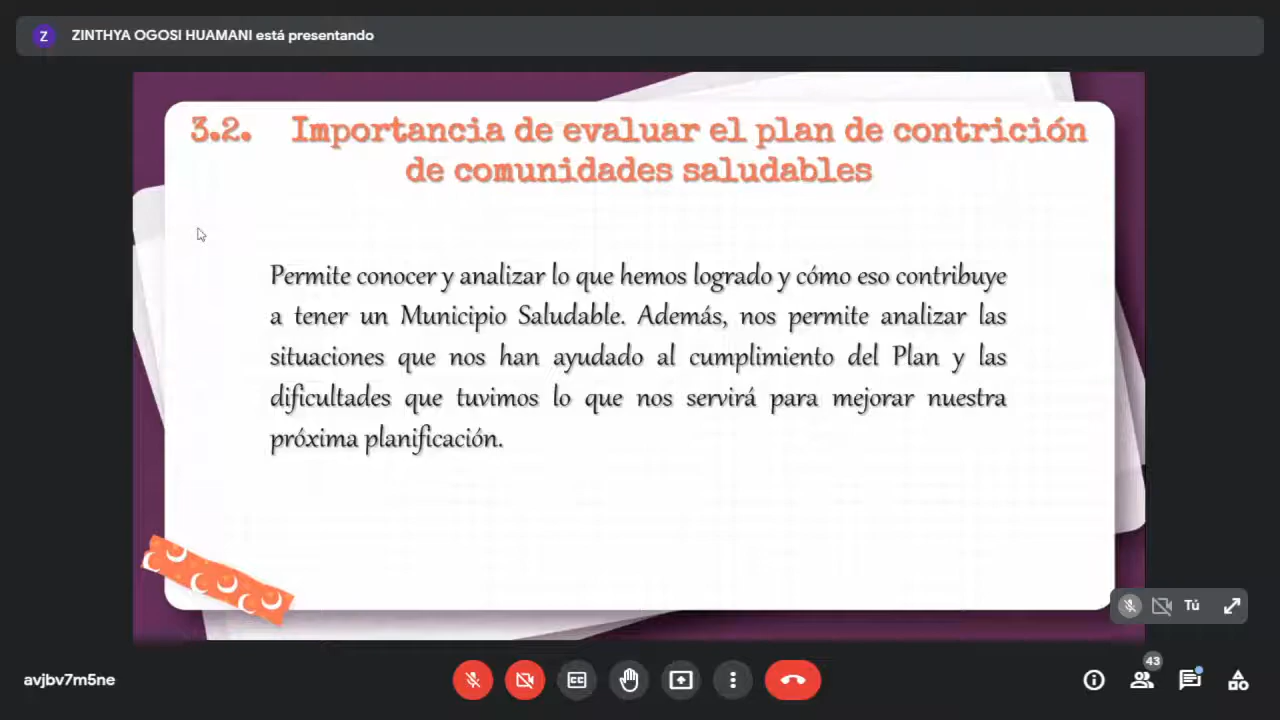 Z ZINTHYA OGOSI HUAMANI está presentando
3.2. Importancia de evaluar el plan de contrición
de comunidades saludables
Permite conocer y analizar lo que hemos logrado y cómo eso contribuye
a tener un Municipio Saludable. Además, nos permite analizar las
situaciones que nos han ayudado al cumplimiento del Plan y las
dificultades que tuvimos lo que nos servirá para mejorar nuestra
próxima planificación.
Tú
avjbv7m5ne
CC
43